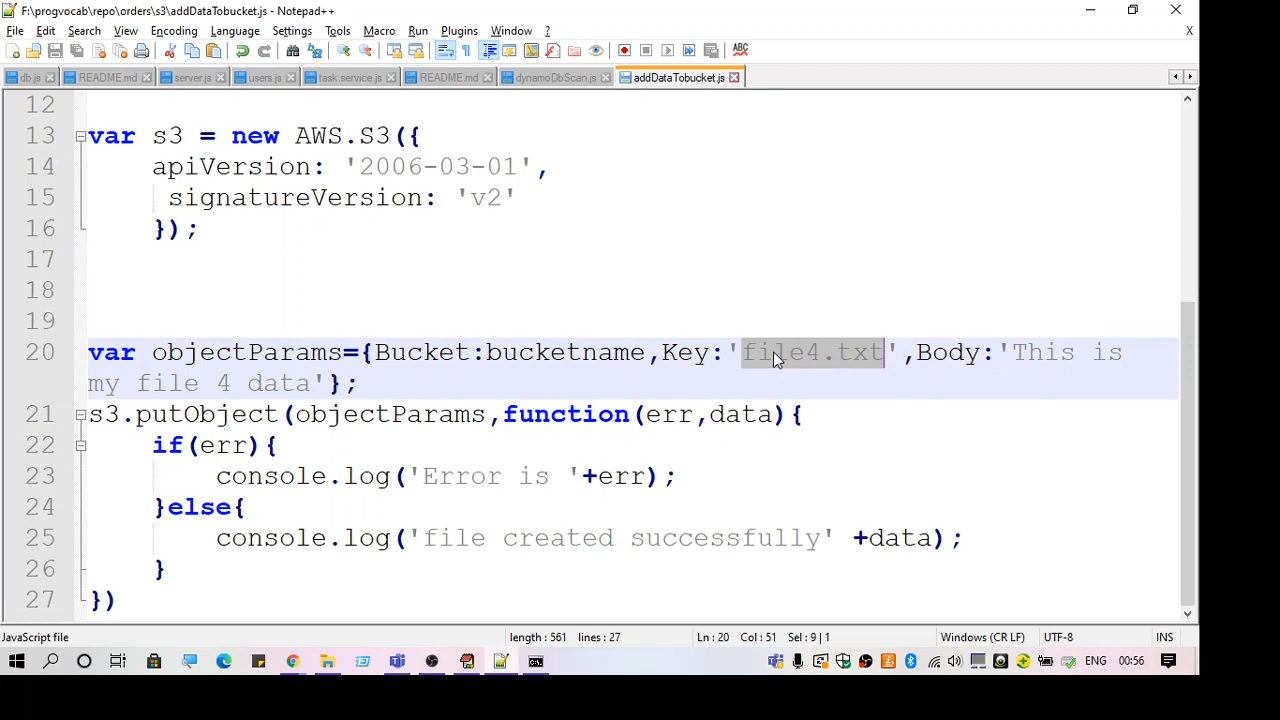 F:\progvocab\repo\orders\s3\addDataTobucket.js - Notepad++
File Edit Search View Encoding Language Settings Tools Macro Run Plugins Window ? X
db.js README.md server.js users.js task.service.js README.md dynamoDbScan.js addDataTobucket.js
12
13 var s3 = new AWS.S3({
14 apiVersion: '2006-03-01',
15 signatureVersion: 'v2'
16 });
17
18
19
20 var objectParams={Bucket:bucketname,Key:'file4.txt',Body:'This is
my file 4 data'};
21 s3.putObject(objectParams,function(err,data){
22 if(err){
23 console.log('Error is '+err);
24 }else{
25 console.log('file created successfully' +data);
26 }
27 })
JavaScript file length : 561 lines : 27 Ln : 20 Col : 51 Sel : 9 | 1 Windows (CR LF) UTF-8 INS
ENG 00:56